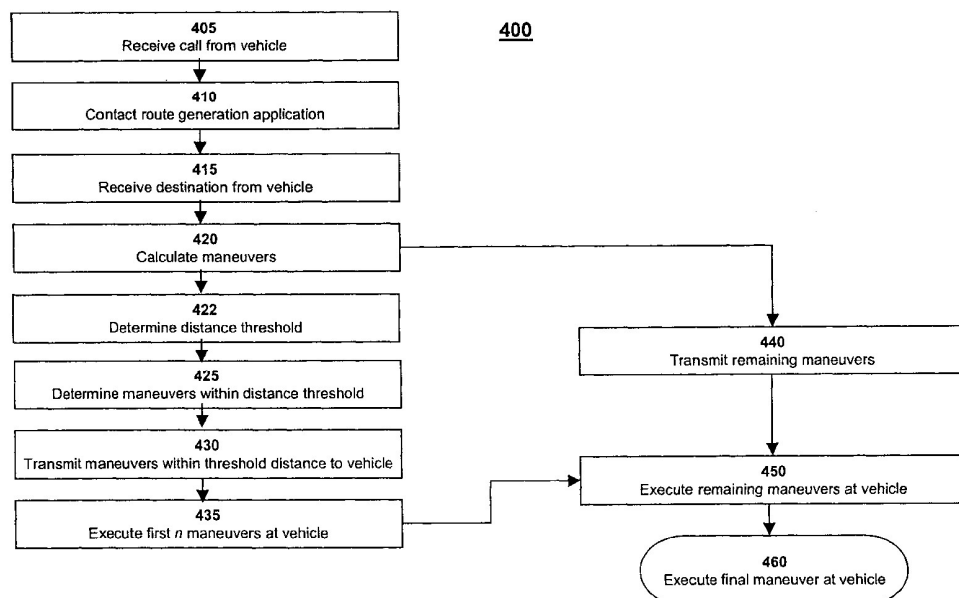 400
405
Receive call from vehicle
410
Contact route generation application
415
Receive destination from vehicle
420
Calculate maneuvers
422
Determine distance threshold
425
Determine maneuvers within distance threshold
430
Transmit maneuvers within threshold distance to vehicle
435
Execute first n maneuvers at vehicle
440
Transmit remaining maneuvers
450
Execute remaining maneuvers at vehicle
460
Execute final maneuver at vehicle